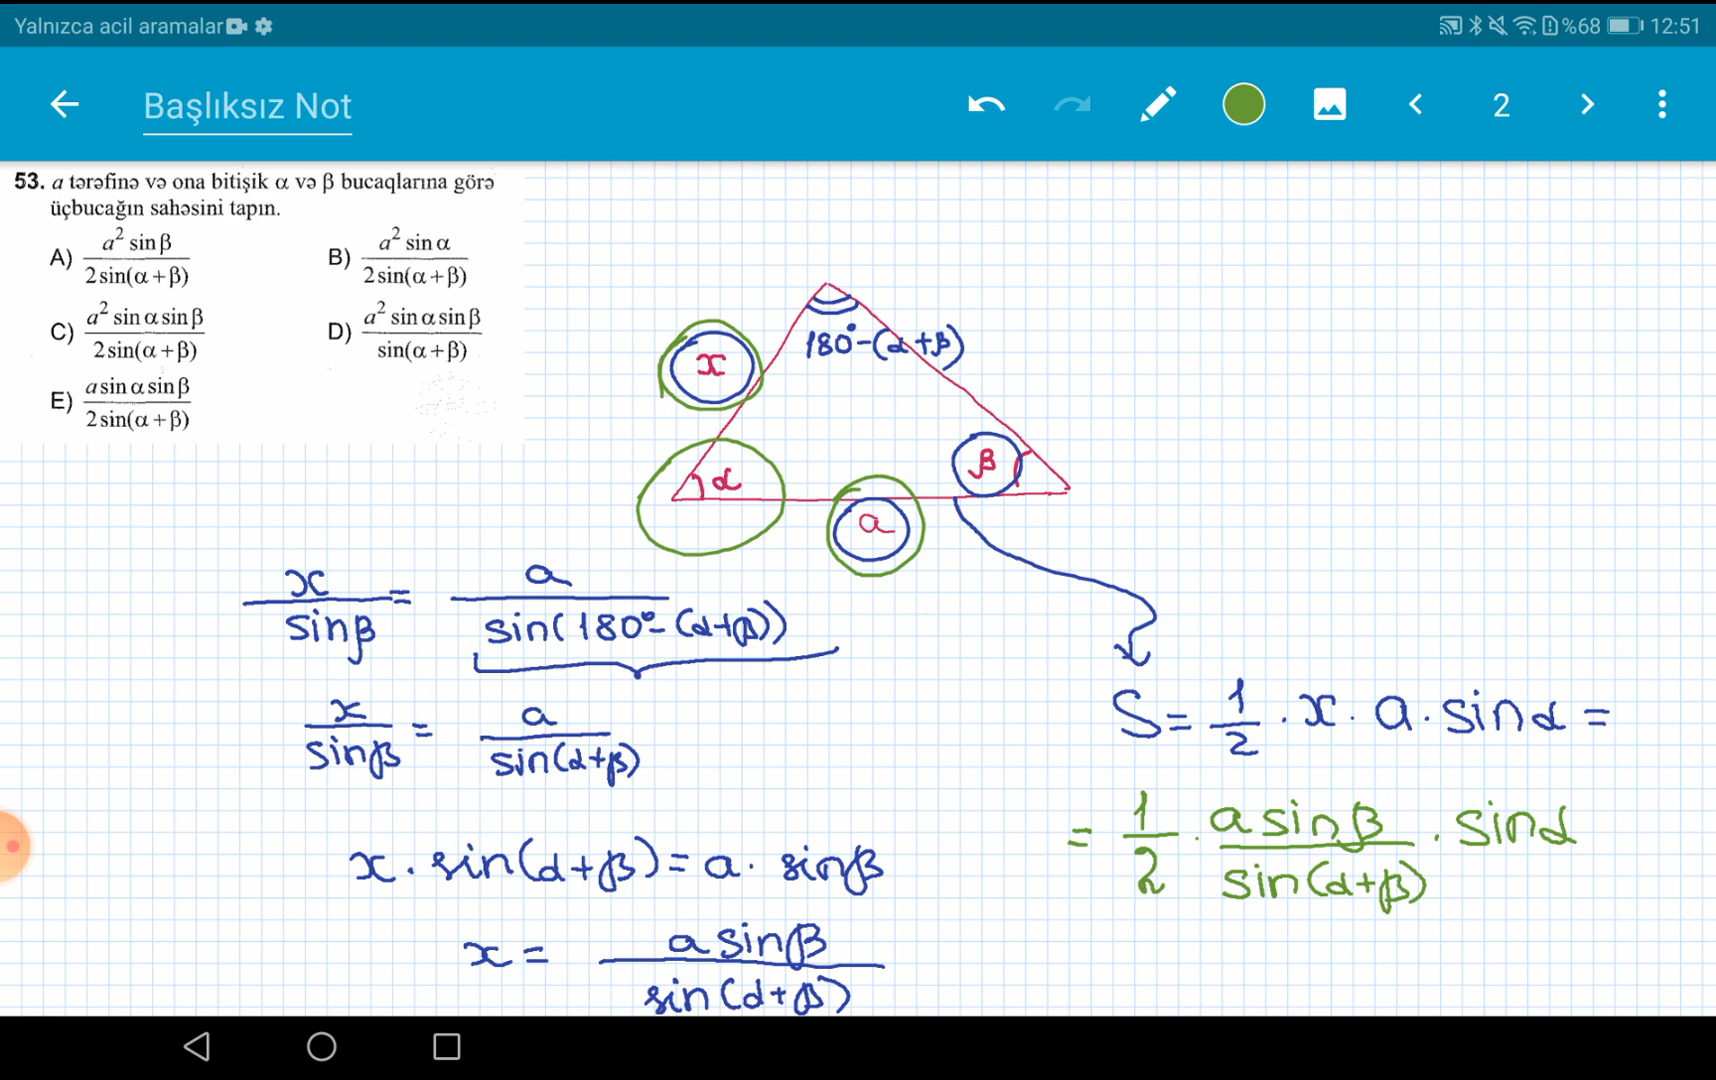 Yalnızca acil aramalar %68 12:51
Başlıksız Not 2
53. a tərəfinə və ona bitişik α və β bucaqlarına görə
üçbucağın sahəsini tapın.
A) a² sinβ / 2sin(α+β) B) a² sinα / 2sin(α+β)
C) a² sinα sinβ / 2sin(α+β) D) a² sinα sinβ / sin(α+β)
E) a sinα sinβ / 2sin(α+β)
180°-(α+β)
x
α
β
a
x / sinβ = a / sin(180°-(α+β))
x / sinβ = a / sin(α+β)
x · sin(α+β) = a · sinβ
x = a sinβ / sin(α+β)
S = 1/2 · x · a · sinα =
= 1/2 · a sinβ / sin(α+β) · sinα